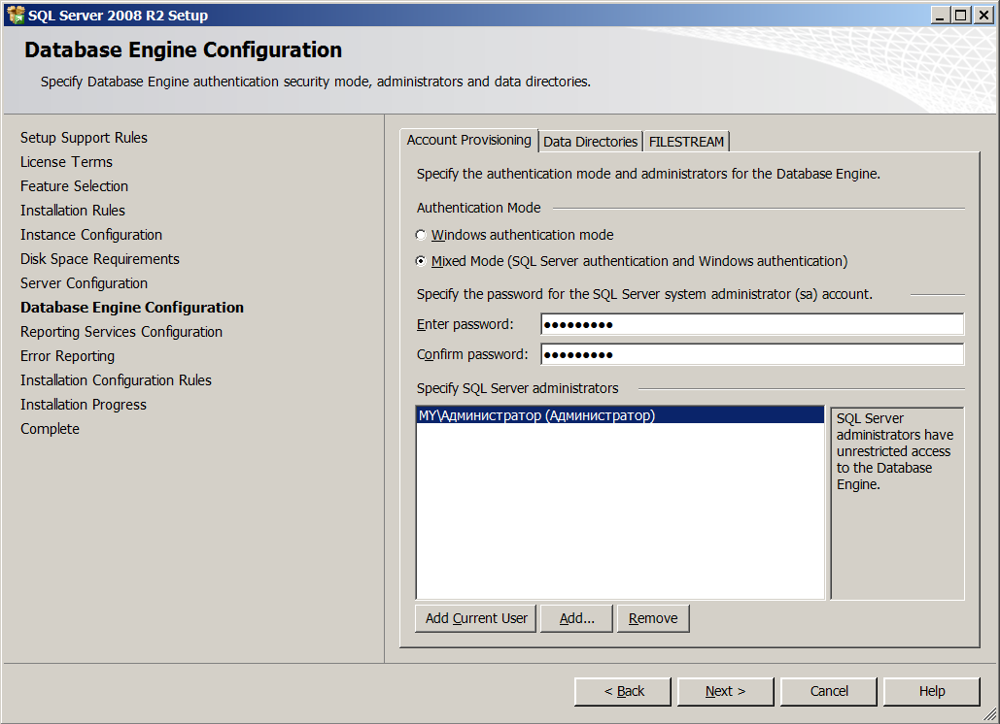 SQL Server 2008 R2 Setup
Database Engine Configuration
Specify Database Engine authentication security mode, administrators and data directories.
Setup Support Rules
License Terms
Feature Selection
Installation Rules
Instance Configuration
Disk Space Requirements
Server Configuration
Database Engine Configuration
Reporting Services Configuration
Error Reporting
Installation Configuration Rules
Installation Progress
Complete
Account Provisioning Data Directories FILESTREAM
Specify the authentication mode and administrators for the Database Engine.
Authentication Mode
Windows authentication mode
Mixed Mode (SQL Server authentication and Windows authentication)
Specify the password for the SQL Server system administrator (sa) account.
Enter password: ●●●●●●●●●
Confirm password: ●●●●●●●●●
Specify SQL Server administrators
MY\Администратор (Администратор)
SQL Server
administrators have
unrestricted access
to the Database
Engine.
Add Current User Add... Remove
< Back Next > Cancel Help